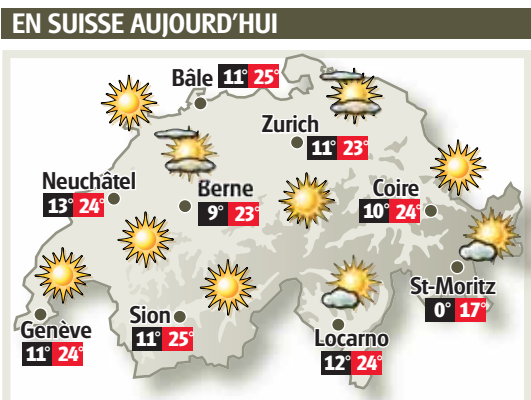 EN SUISSE AUJOURD'HUI
Bâle 11° 25°
Zurich
11° 23°
Neuchâtel
13° 24°
Berne
9° 23°
Coire
10° 24°
St-Moritz
0° 17°
Genève
11° 24°
Sion
11° 25°
Locarno
12° 24°